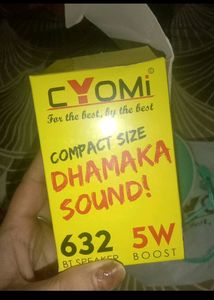 CYOMi©
For the best, by the best
COMPACT SIZE
DHAMAKA
SOUND!
632 5W
BT SPEAKER BOOST